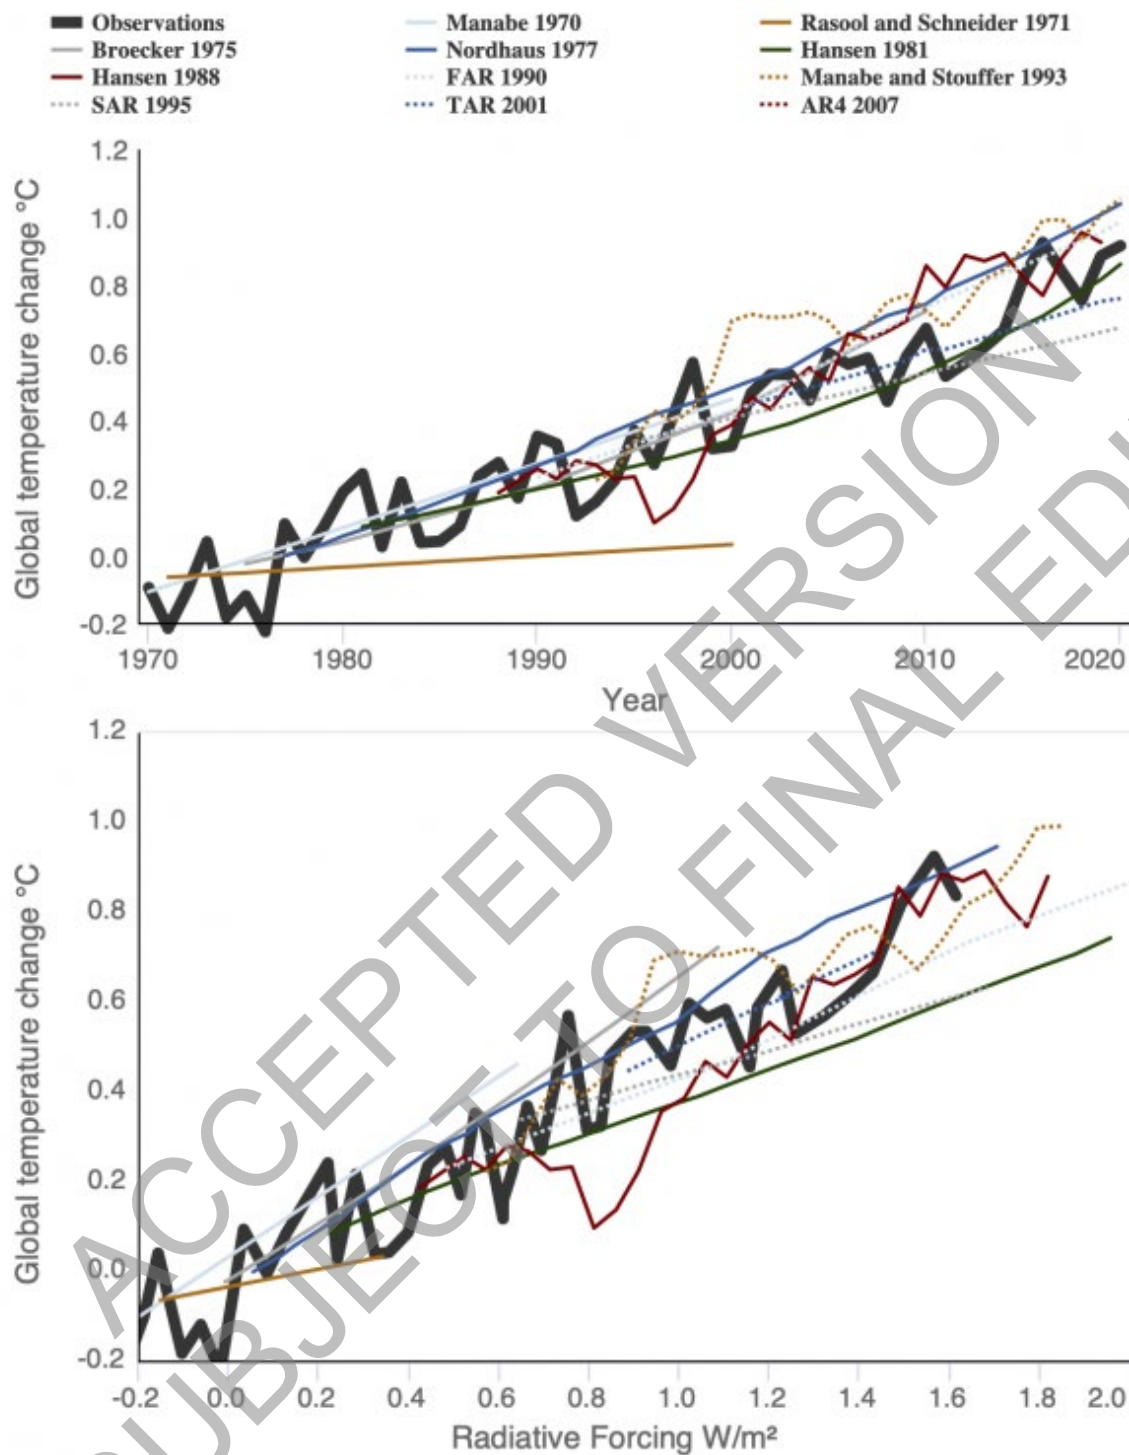 Observations Manabe 1970 Rasool and Schneider 1971
Broecker 1975 Nordhaus 1977 Hansen 1981
Hansen 1988 FAR 1990 Manabe and Stouffer 1993
SAR 1995 TAR 2001 AR4 2007
Global temperature change °C
1.2
1.0
0.8
0.6
0.4
0.2
0.0
-0.2
1970 1980 1990 2000 2010 2020
Year
Global temperature change °C
1.2
1.0
0.8
0.6
0.4
0.2
0.0
-0.2
-0.2 0.0 0.2 0.4 0.6 0.8 1.0 1.2 1.4 1.6 1.8 2.0
Radiative Forcing W/m²
ACCEPTED VERSION
SUBJECT TO FINAL